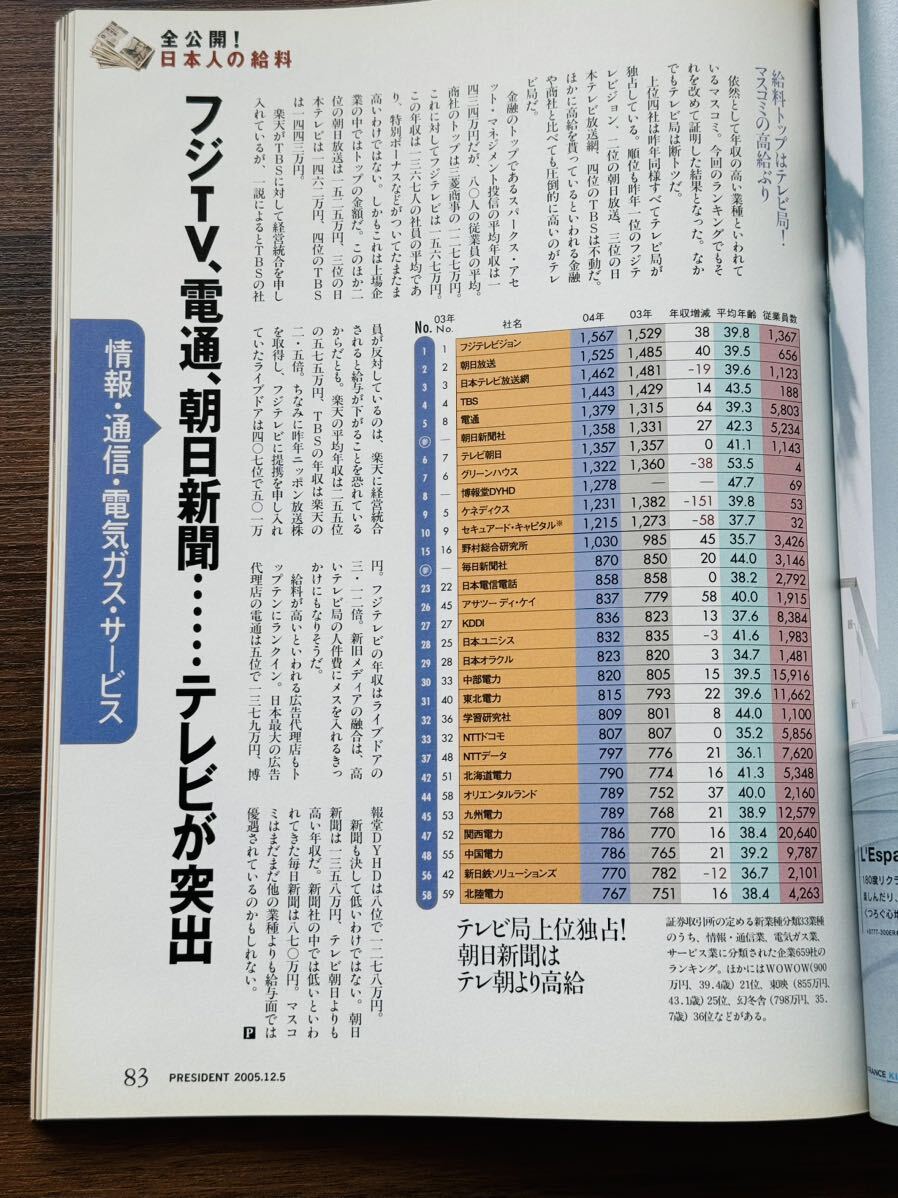 全公開！
日本人の給料
フジTV、電通、朝日新聞……テレビが突出
情報・通信・電気ガス・サービス
給料トップはテレビ局！
マスコミの高給ぶり
依然として年収の高い業種といわれて
いるマスコミ。今回のランキングでもそ
れを改めて証明した結果となった。なか
でもテレビ局は断トツだ。
上位四社は昨年同様すべてテレビ局が
独占している。順位も昨年一位のフジテ
レビジョン、二位の朝日放送、三位の日
本テレビ放送網、四位のTBSは不動だ。
ほかに高給を貰っているといわれる金融
や商社と比べても圧倒的に高いのがテレ
ビ局だ。
金融のトップであるスパークス・アセ
ット・マネジメント投信の平均年収は一
四三四万円だが、八〇人の従業員の平均。
商社のトップは三菱商事の一二七七万円。
これに対してフジテレビは一五六七万円。
この年収は一三六七人の社員の平均であ
り、特別ボーナスなどがついてたまたま
高いわけではない。しかもこれは上場企
業の中ではトップの金額だ。このほか二
位の朝日放送は一五二五万円、三位の日
本テレビは一四六二万円、四位のTBS
は一四四三万円。
楽天がTBSに対して経営統合を申し
入れているが、一説によるとTBSの社
員が反対しているのは、楽天に経営統合
されると給与が下がることを恐れている
からだとも。楽天の平均年収は二五五位
の五七五万円、TBSの年収は楽天の
二・五倍。ちなみに昨年ニッポン放送株
を取得し、フジテレビに提携を申し入れ
ていたライブドアは四〇七位で五〇一万
円。フジテレビの年収はライブドアの
三・一倍。新旧メディアの融合は、高
いテレビ局の人件費にメスを入れるきっ
かけにもなりそうだ。
給料が高いといわれる広告代理店もト
ップテンにランクイン。日本最大の広告
代理店の電通は五位で一三七九万円、博
報堂DYHDは八位で一二七八万円。
新聞も決して低いわけではない。朝日
新聞は一三五八万円、テレビ朝日よりも
高い年収だ。新聞社の中では低いといわ
れてきた毎日新聞は八七〇万円。マスコ
ミはまだまだ他の業種よりも給与面では
優遇されているのかもしれない。 P
No. 03年No. 社名 04年 03年 年収増減 平均年齢 従業員数
1 1 フジテレビジョン 1,567 1,529 38 39.8 1,367
2 2 朝日放送 1,525 1,485 40 39.5 656
3 3 日本テレビ放送網 1,462 1,481 -19 39.6 1,123
4 4 TBS 1,443 1,429 14 43.5 188
5 8 電通 1,379 1,315 64 39.3 5,803
― 朝日新聞社 1,358 1,331 27 42.3 5,234
6 7 テレビ朝日 1,357 1,357 0 41.1 1,143
7 6 グリーンハウス 1,322 1,360 -38 53.5 4
8 ― 博報堂DYHD 1,278 ― ― 47.7 69
9 5 ケネディクス 1,231 1,382 -151 39.8 53
10 9 セキュアード・キャピタル※ 1,215 1,273 -58 37.7 32
15 16 野村総合研究所 1,030 985 45 35.7 3,426
― 毎日新聞社 870 850 20 44.0 3,146
23 22 日本電信電話 858 858 0 38.2 2,792
26 45 アサツー ディ・ケイ 837 779 58 40.0 1,915
27 27 KDDI 836 823 13 37.6 8,384
28 25 日本ユニシス 832 835 -3 41.6 1,983
29 28 日本オラクル 823 820 3 34.7 1,481
30 33 中部電力 820 805 15 39.5 15,916
31 40 東北電力 815 793 22 39.6 11,662
32 36 学習研究社 809 801 8 44.0 1,100
33 32 NTTドコモ 807 807 0 35.2 5,856
37 48 NTTデータ 797 776 21 36.1 7,620
42 51 北海道電力 790 774 16 41.3 5,348
44 58 オリエンタルランド 789 752 37 40.0 2,160
45 53 九州電力 789 768 21 38.9 12,579
47 52 関西電力 786 770 16 38.4 20,640
48 55 中国電力 786 765 21 39.2 9,787
56 42 新日鉄ソリューションズ 770 782 -12 36.7 2,101
58 59 北陸電力 767 751 16 38.4 4,263
テレビ局上位独占！
朝日新聞は
テレ朝より高給
証券取引所の定める新業種分類33業種
のうち、情報・通信業、電気ガス業、
サービス業に分類された企業659社の
ランキング。ほかにはWOWOW(900
万円、39.4歳）21位、東映（855万円、
43.1歳）25位、幻冬舎（798万円、35.
7歳）36位などがある。
83 PRESIDENT 2005.12.5
L'Espa
180度リクラ
楽しんだり、
くつろぐ心地
FRANCE